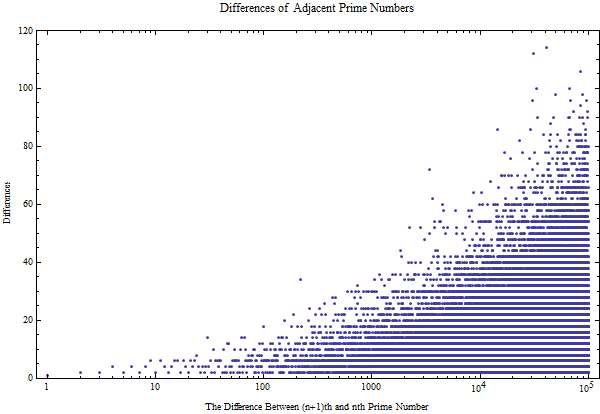 Differences of Adjacent Prime Numbers
120
100
80
60
40
20
0
Differences
1 10 100 1000 10⁴ 10⁵
The Difference Between (n+1)th and nth Prime Number